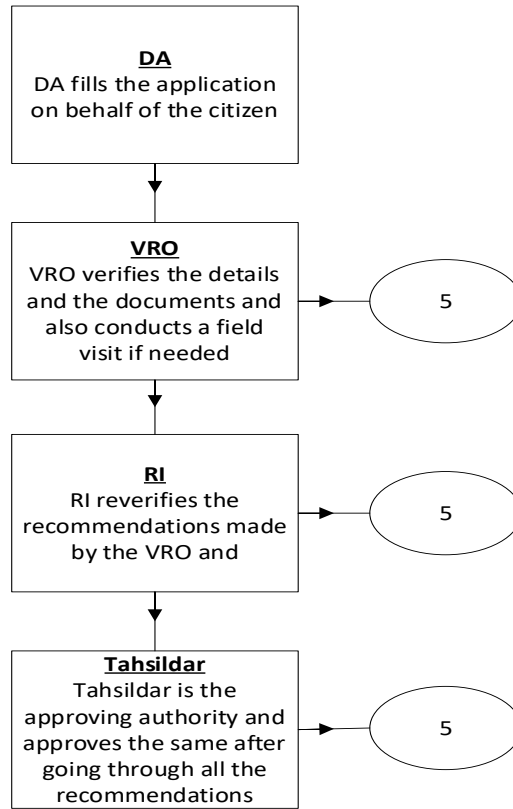 DA
DA fills the application
on behalf of the citizen
VRO
VRO verifies the details
and the documents and
also conducts a field
visit if needed
5
RI
RI reverifies the
recommendations made
by the VRO and
5
Tahsildar
Tahsildar is the
approving authority and
approves the same after
going through all the
recommendations
5